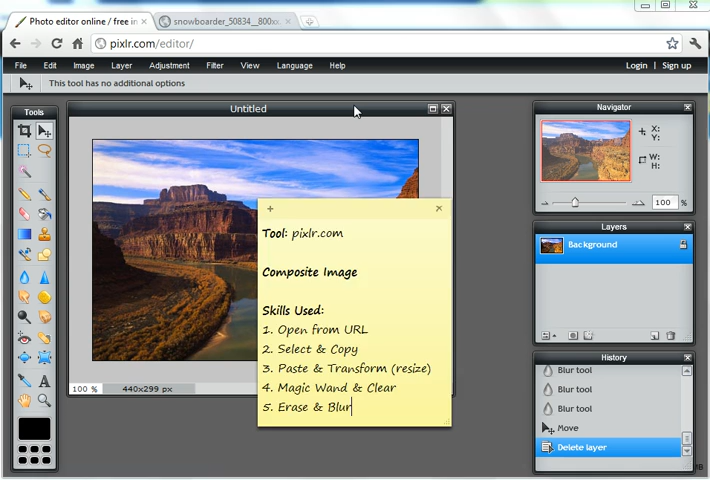 Photo editor online / free in
snowboarder_50834__800x
pixlr.com/editor/
File Edit Image Layer Adjustment Filter View Language Help
Login | Sign up
This tool has no additional options
Tools
Untitled
100 % 440x299 px
Tool: pixlr.com
Composite Image
Skills Used:
1. Open from URL
2. Select & Copy
3. Paste & Transform (resize)
4. Magic Wand & Clear
5. Erase & Blur
Navigator
X:
Y:
W:
H:
100 %
Layers
Background
History
Blur tool
Blur tool
Blur tool
Move
Delete layer